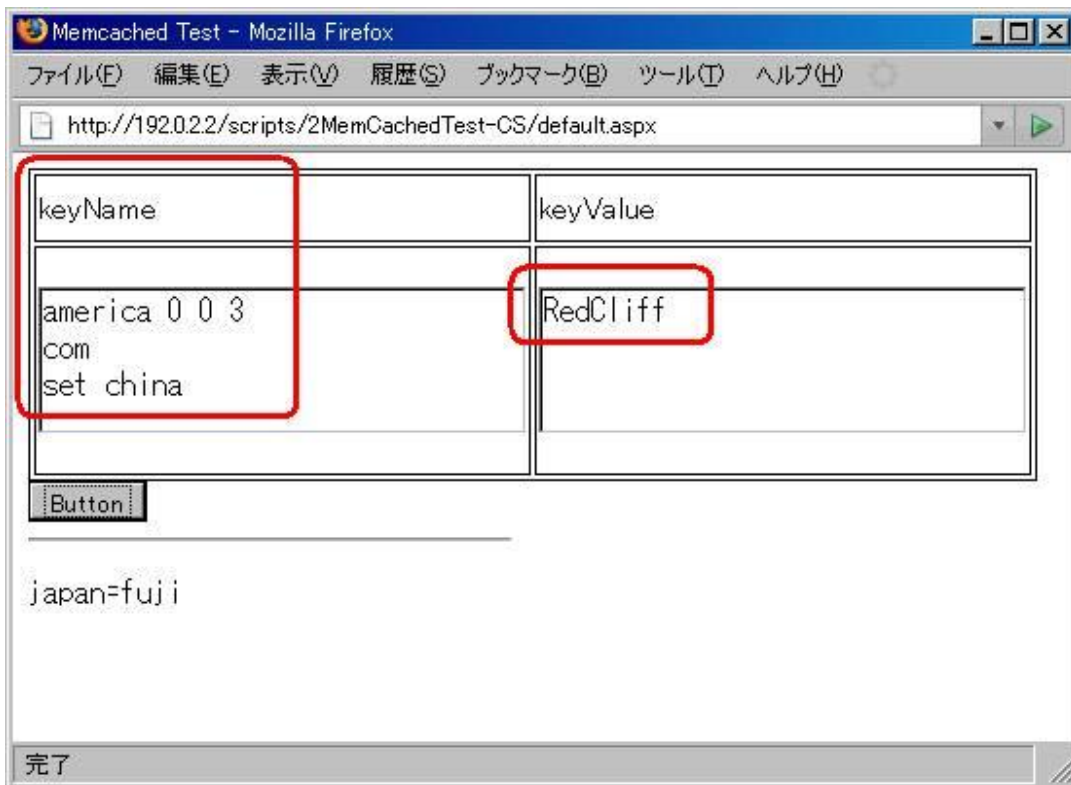 Memcached Test - Mozilla Firefox
ファイル(F) 編集(E) 表示(V) 履歴(S) ブックマーク(B) ツール(T) ヘルプ(H)
http://192.0.2.2/scripts/2MemCachedTest-CS/default.aspx
keyName keyValue
america 0 0 3
com
set china
RedCliff
Button
japan=fuji
完了